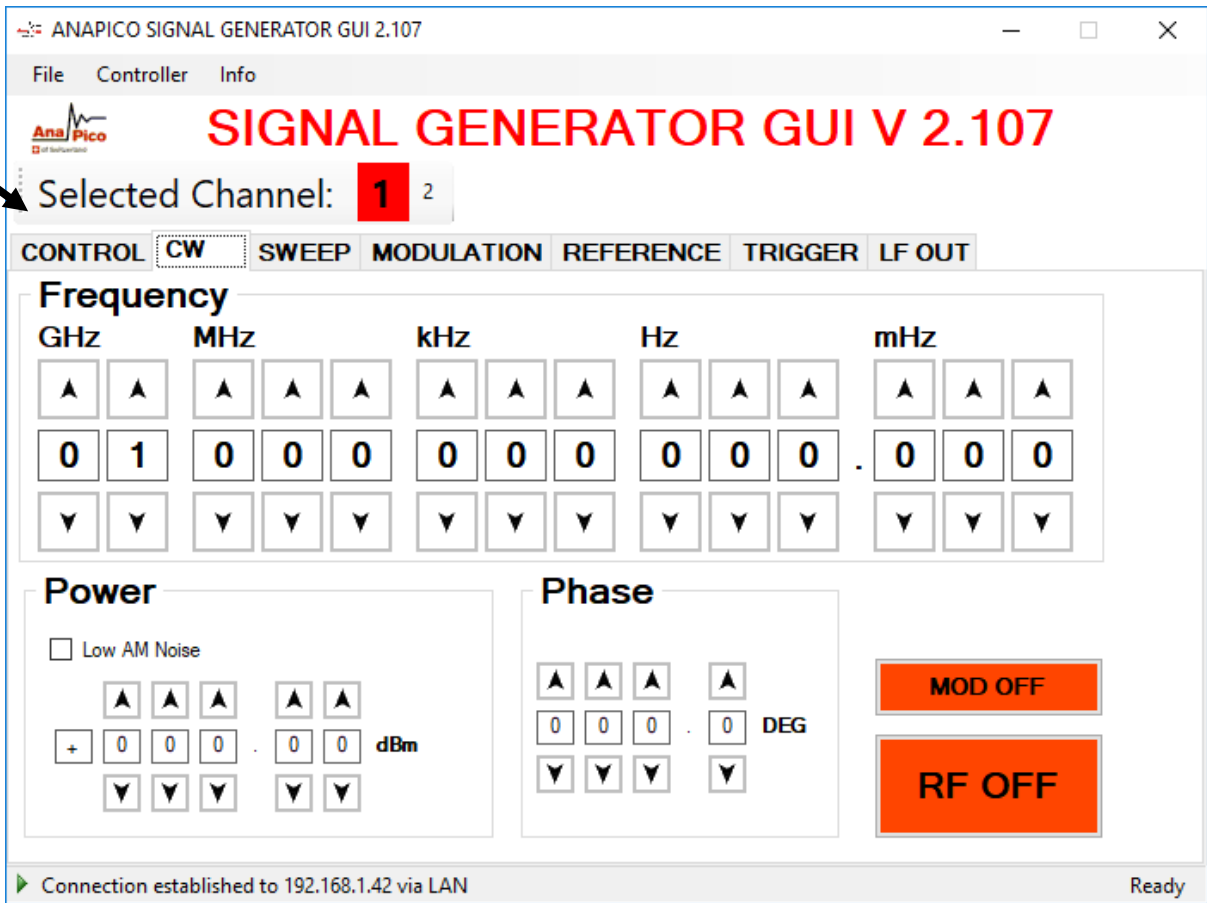 ANAPICO SIGNAL GENERATOR GUI 2.107
File Controller Info
AnaPico
of Switzerland
SIGNAL GENERATOR GUI V 2.107
Selected Channel: 1 2
CONTROL CW SWEEP MODULATION REFERENCE TRIGGER LF OUT
Frequency
GHz MHz kHz Hz mHz
0 1 0 0 0 0 0 0 0 0 0 . 0 0 0
Power
Low AM Noise
+ 0 0 0 . 0 0 dBm
Phase
0 0 0 . 0 DEG
MOD OFF
RF OFF
Connection established to 192.168.1.42 via LAN
Ready